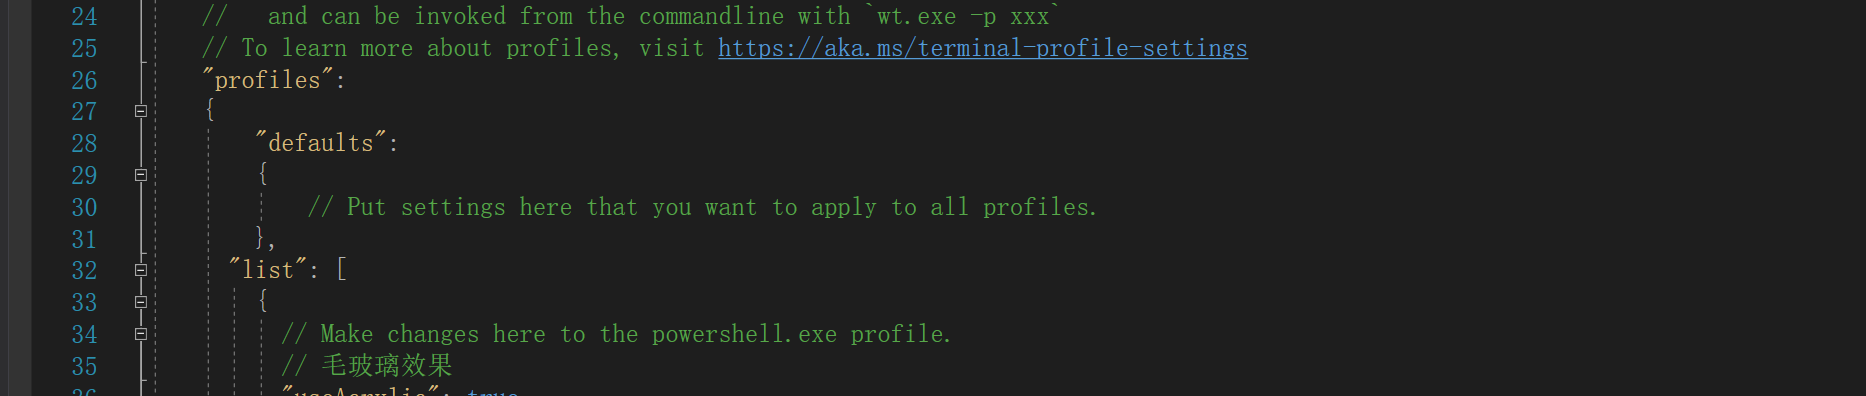 24 //   and can be invoked from the commandline with `wt.exe -p xxx`
25 // To learn more about profiles, visit https://aka.ms/terminal-profile-settings
26 "profiles":
27 {
28 "defaults":
29 {
30 // Put settings here that you want to apply to all profiles.
31 },
32 "list": [
33 {
34 // Make changes here to the powershell.exe profile.
35 // 毛玻璃效果
36 "useAcrylic": true